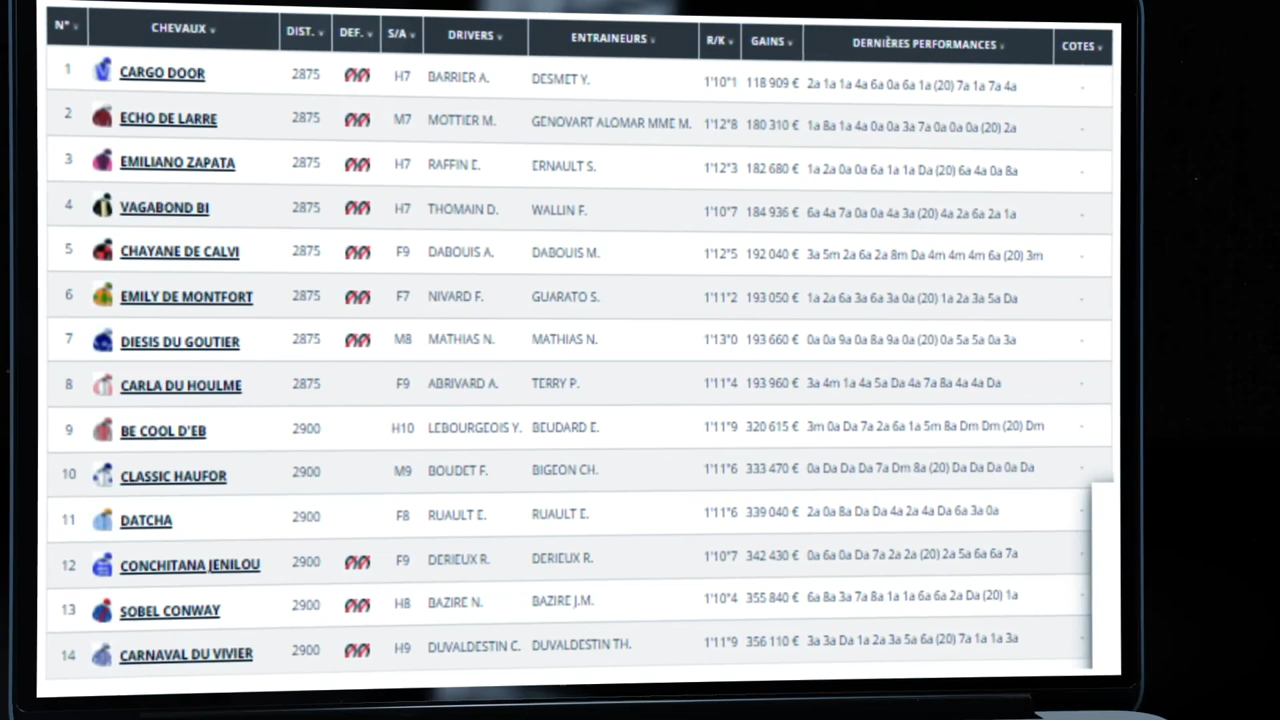 N° CHEVAUX DIST. DEF. S/A DRIVERS ENTRAINEURS R/K GAINS DERNIÈRES PERFORMANCES COTES
1 CARGO DOOR 2875 H7 BARRIER A. DESMET Y. 1'10"1 118 909 € 2a 1a 1a 4a 6a 0a 6a 1a (20) 7a 1a 7a 4a -
2 ECHO DE LARRE 2875 M7 MOTTIER M. GENOVART ALOMAR MME M. 1'12"8 180 310 € 1a 8a 1a 4a 0a 0a 3a 7a 0a 0a 0a (20) 2a -
3 EMILIANO ZAPATA 2875 H7 RAFFIN E. ERNAULT S. 1'12"3 182 680 € 1a 2a 0a 0a 6a 1a 1a Da (20) 6a 4a 0a 8a -
4 VAGABOND BI 2875 H7 THOMAIN D. WALLIN F. 1'10"7 184 936 € 6a 4a 7a 0a 0a 4a 3a (20) 4a 2a 6a 2a 1a -
5 CHAYANE DE CALVI 2875 F9 DABOUIS A. DABOUIS M. 1'12"5 192 040 € 3a 5m 2a 6a 2a 8m Da 4m 4m 4m 6a (20) 3m -
6 EMILY DE MONTFORT 2875 F7 NIVARD F. GUARATO S. 1'11"2 193 050 € 1a 2a 6a 3a 6a 3a 0a (20) 1a 2a 3a 5a Da -
7 DIESIS DU GOUTIER 2875 M8 MATHIAS N. MATHIAS N. 1'13"0 193 660 € 0a 0a 9a 0a 8a 9a 0a (20) 0a 5a 5a 0a 3a -
8 CARLA DU HOULME 2875 F9 ABRIVARD A. TERRY P. 1'11"4 193 960 € 3a 4m 1a 4a 5a Da 4a 7a 8a 4a 4a Da -
9 BE COOL D'EB 2900 H10 LEBOURGEOIS Y. BEUDARD E. 1'11"9 320 615 € 3m 0a Da 7a 2a 6a 1a 5m 8a Dm Dm (20) Dm -
10 CLASSIC HAUFOR 2900 M9 BOUDET F. BIGEON CH. 1'11"6 333 470 € 0a Da Da Da 7a Dm 8a (20) Da Da Da 0a Da -
11 DATCHA 2900 F8 RUAULT E. RUAULT E. 1'11"6 339 040 € 2a 0a 8a Da Da 4a 2a 4a Da 6a 3a 0a -
12 CONCHITANA JENILOU 2900 F9 DERIEUX R. DERIEUX R. 1'10"7 342 430 € 0a 6a 0a Da 7a 2a 2a (20) 2a 5a 6a 6a 7a -
13 SOBEL CONWAY 2900 H8 BAZIRE N. BAZIRE J.M. 1'10"4 355 840 € 6a 8a 3a 7a 8a 1a 1a 6a 6a 2a Da (20) 1a -
14 CARNAVAL DU VIVIER 2900 H9 DUVALDESTIN C. DUVALDESTIN TH. 1'11"9 356 110 € 3a 3a Da 1a 2a 3a 5a 6a (20) 7a 1a 1a 3a -